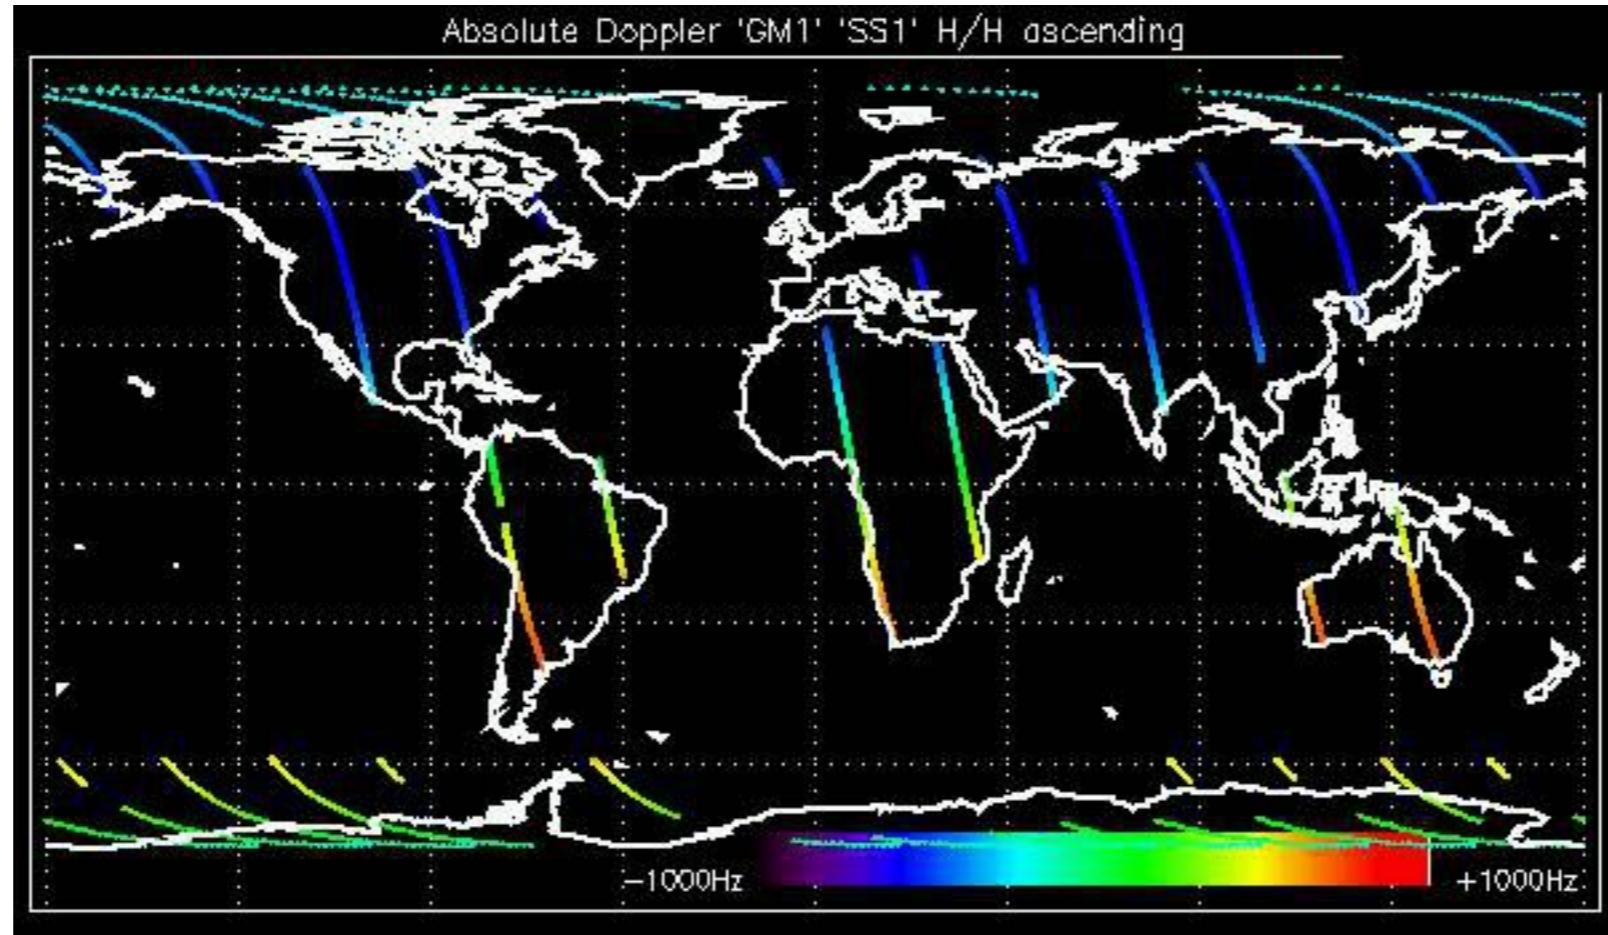 Absolute Doppler 'GM1' 'SS1' H/H ascending
−1000Hz
+1000Hz